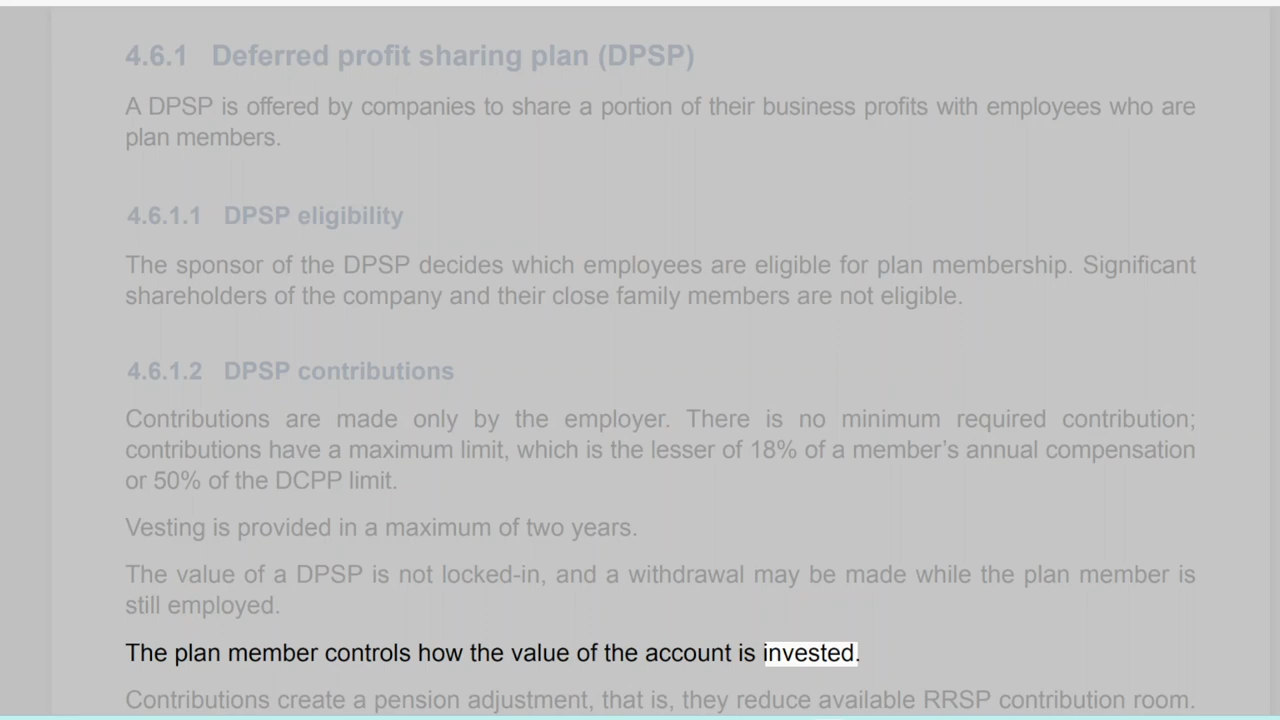 4.6.1 Deferred profit sharing plan (DPSP)
A DPSP is offered by companies to share a portion of their business profits with employees who are
plan members.
4.6.1.1 DPSP eligibility
The sponsor of the DPSP decides which employees are eligible for plan membership. Significant
shareholders of the company and their close family members are not eligible.
4.6.1.2 DPSP contributions
Contributions are made only by the employer. There is no minimum required contribution;
contributions have a maximum limit, which is the lesser of 18% of a member’s annual compensation
or 50% of the DCPP limit.
Vesting is provided in a maximum of two years.
The value of a DPSP is not locked-in, and a withdrawal may be made while the plan member is
still employed.
The plan member controls how the value of the account is invested.
Contributions create a pension adjustment, that is, they reduce available RRSP contribution room.